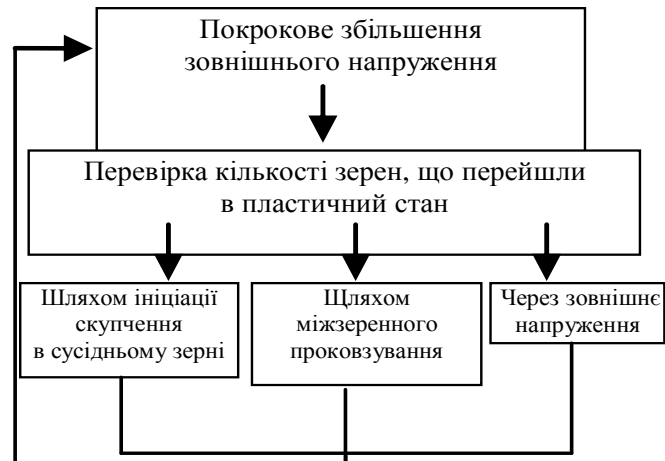 Покрокове збільшення
зовнішнього напруження
Перевірка кількості зерен, що перейшли
в пластичний стан
Шляхом ініціації
скупчення
в сусідньому зерні
Щляхом
міжзеренного
проковзування
Через зовнішнє
напруження